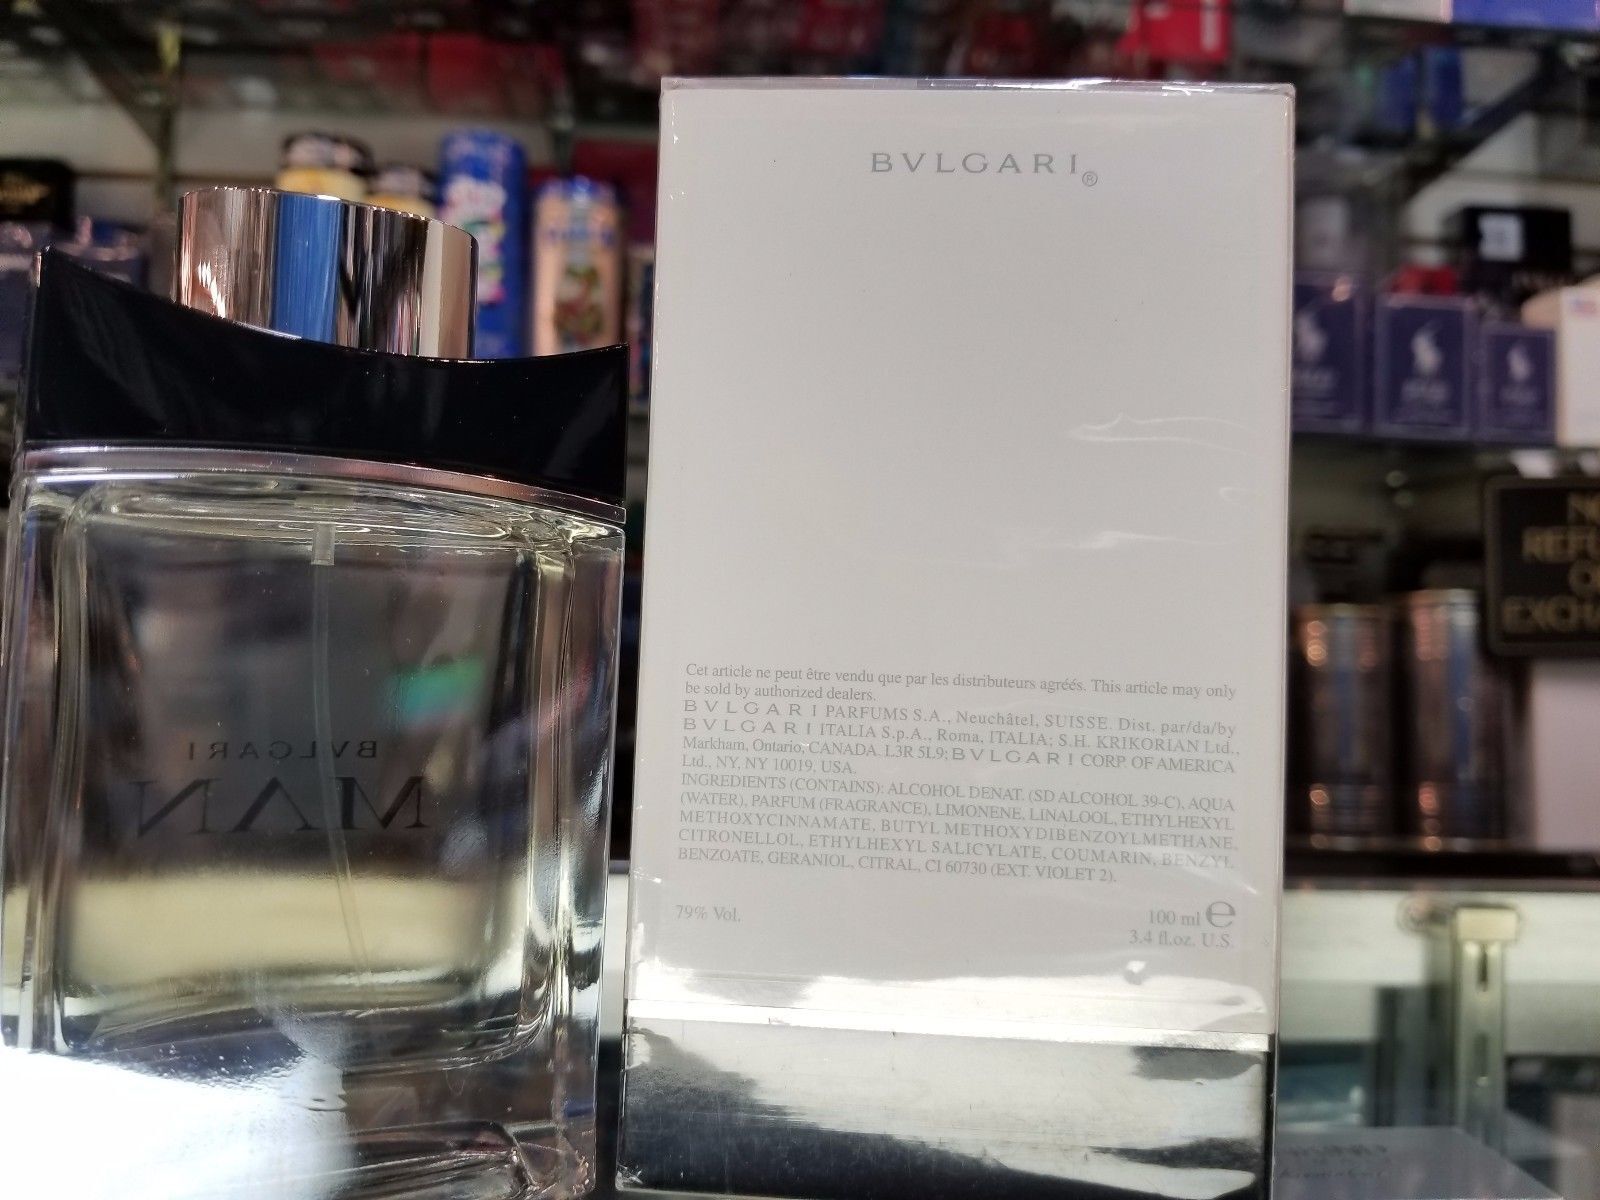 BVLGARI®
Cet article ne peut être vendu que par les distributeurs agréés. This article may only
be sold by authorized dealers.
BVLGARI PARFUMS S.A., Neuchâtel, SUISSE. Dist. par/da/by
BVLGARI ITALIA S.p.A., Roma, ITALIA; S.H. KRIKORIAN Ltd.,
Markham, Ontario, CANADA. L3R 5L9; BVLGARI CORP. OF AMERICA
Ltd., NY, NY 10019, USA.
INGREDIENTS (CONTAINS): ALCOHOL DENAT. (SD ALCOHOL 39-C), AQUA
(WATER), PARFUM (FRAGRANCE), LIMONENE, LINALOOL, ETHYLHEXYL
METHOXYCINNAMATE, BUTYL METHOXYDIBENZOYLMETHANE,
CITRONELLOL, ETHYLHEXYL SALICYLATE, COUMARIN, BENZYL
BENZOATE, GERANIOL, CITRAL, CI 60730 (EXT. VIOLET 2).
79% Vol.
100 ml ℮
3.4 fl.oz. U.S.
BVLGARI
MAN